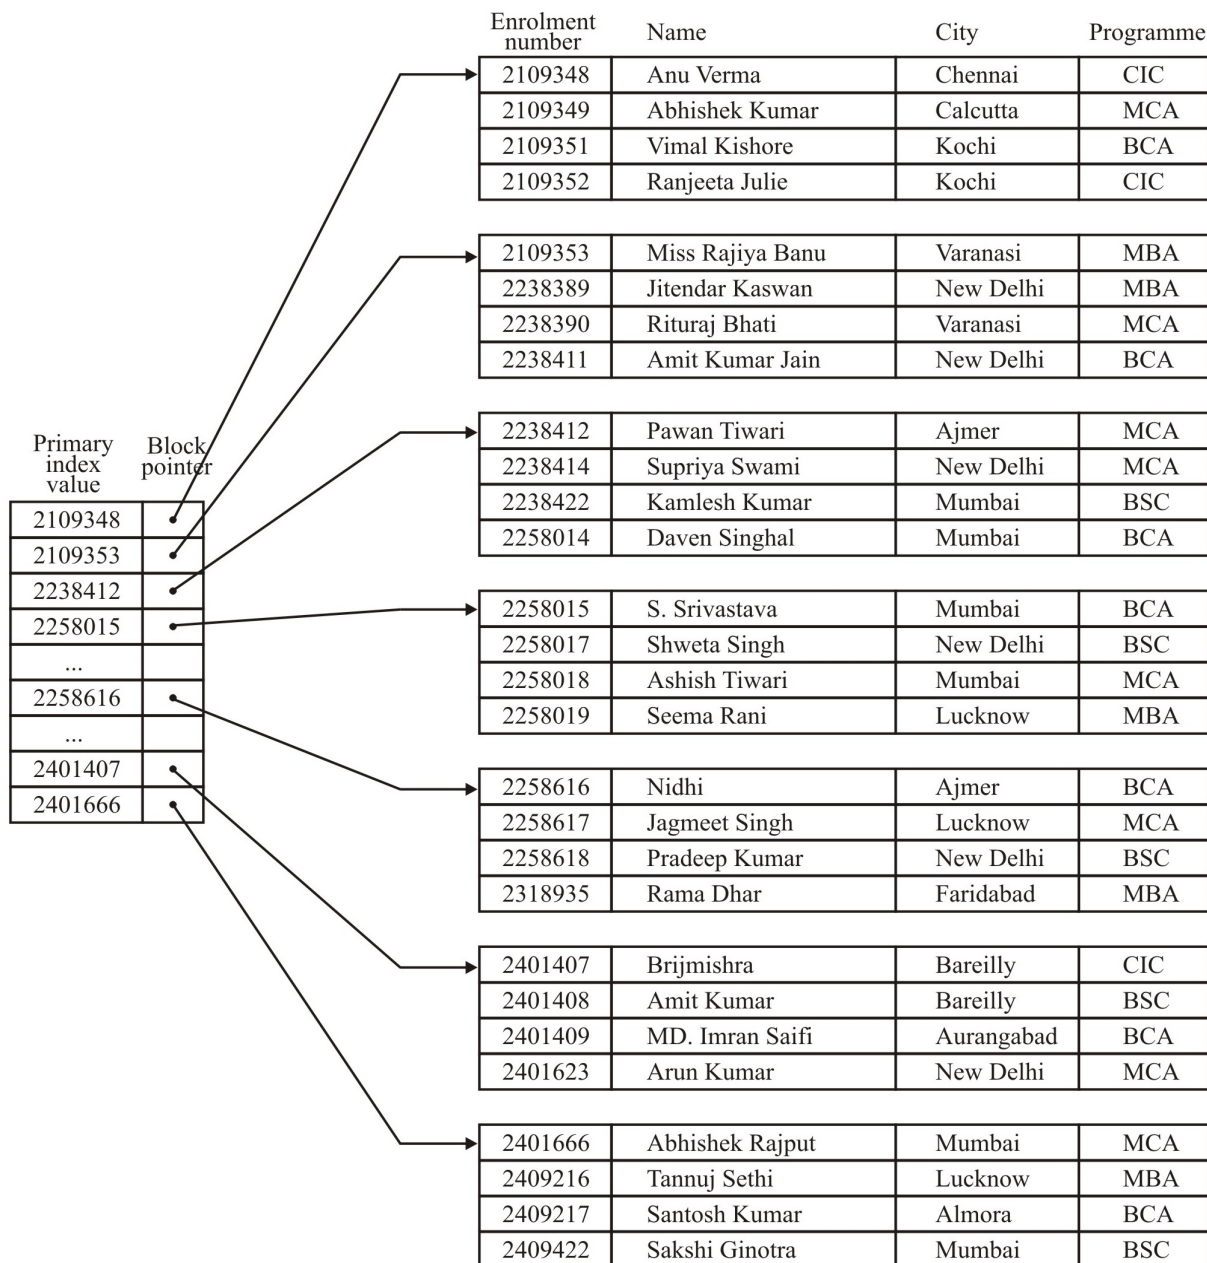 Enrolment number Name City Programme
2109348 Anu Verma Chennai CIC
2109349 Abhishek Kumar Calcutta MCA
2109351 Vimal Kishore Kochi BCA
2109352 Ranjeeta Julie Kochi CIC
2109353 Miss Rajiya Banu Varanasi MBA
2238389 Jitendar Kaswan New Delhi MBA
2238390 Rituraj Bhati Varanasi MCA
2238411 Amit Kumar Jain New Delhi BCA
2238412 Pawan Tiwari Ajmer MCA
2238414 Supriya Swami New Delhi MCA
2238422 Kamlesh Kumar Mumbai BSC
2258014 Daven Singhal Mumbai BCA
2258015 S. Srivastava Mumbai BCA
2258017 Shweta Singh New Delhi BSC
2258018 Ashish Tiwari Mumbai MCA
2258019 Seema Rani Lucknow MBA
2258616 Nidhi Ajmer BCA
2258617 Jagmeet Singh Lucknow MCA
2258618 Pradeep Kumar New Delhi BSC
2318935 Rama Dhar Faridabad MBA
2401407 Brijmishra Bareilly CIC
2401408 Amit Kumar Bareilly BSC
2401409 MD. Imran Saifi Aurangabad BCA
2401623 Arun Kumar New Delhi MCA
2401666 Abhishek Rajput Mumbai MCA
2409216 Tannuj Sethi Lucknow MBA
2409217 Santosh Kumar Almora BCA
2409422 Sakshi Ginotra Mumbai BSC
Primary index value Block pointer
2109348
2109353
2238412
2258015
...
2258616
...
2401407
2401666